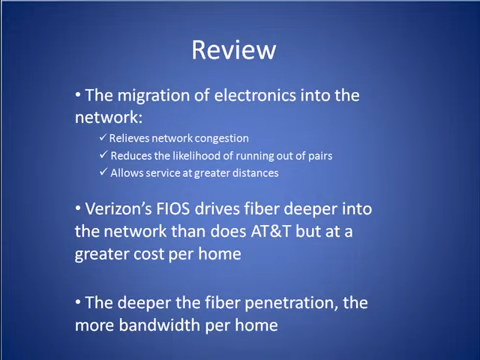 Review
• The migration of electronics into the
network:
✓ Relieves network congestion
✓ Reduces the likelihood of running out of pairs
✓ Allows service at greater distances
• Verizon's FIOS drives fiber deeper into
the network than does AT&T but at a
greater cost per home
• The deeper the fiber penetration, the
more bandwidth per home